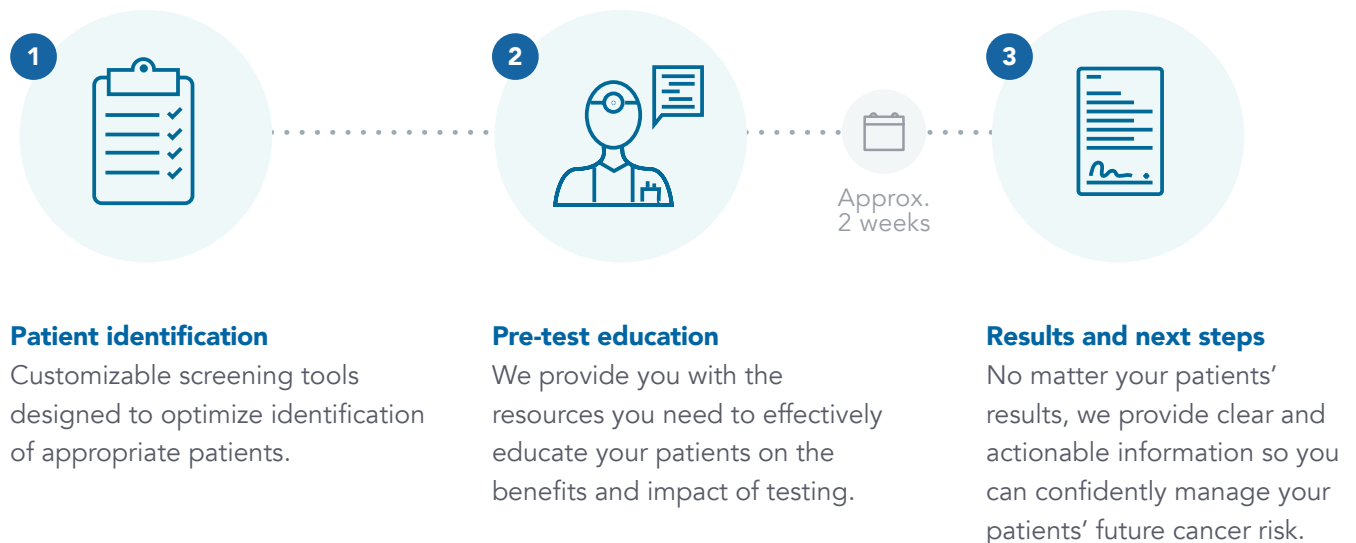 1
2
3
Approx.
2 weeks
Patient identification
Customizable screening tools
designed to optimize identification
of appropriate patients.
Pre-test education
We provide you with the
resources you need to effectively
educate your patients on the
benefits and impact of testing.
Results and next steps
No matter your patients’
results, we provide clear and
actionable information so you
can confidently manage your
patients’ future cancer risk.